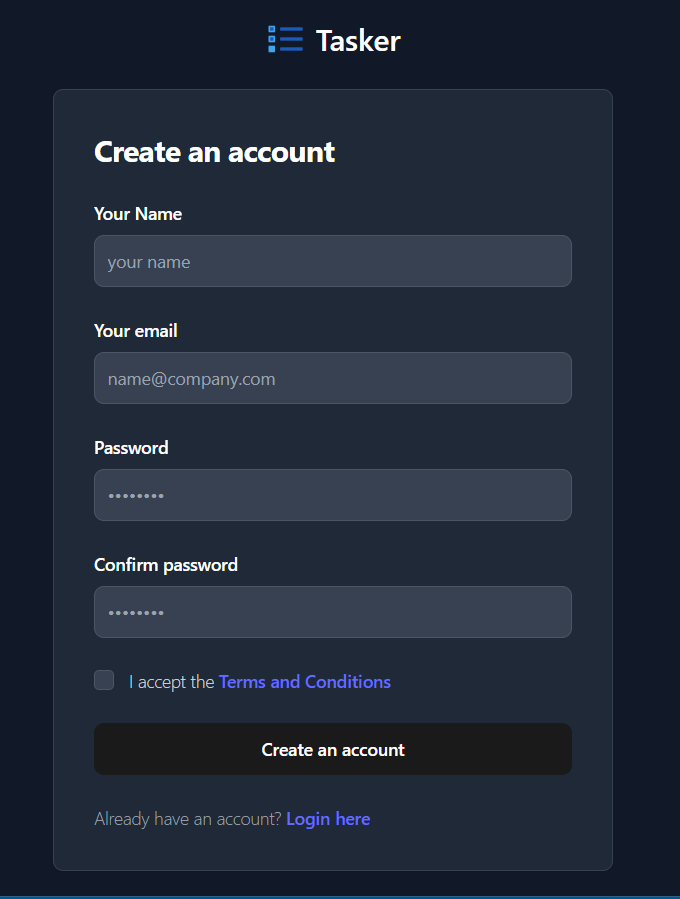 Tasker
Create an account
Your Name
your name
Your email
name@company.com
Password
••••••••
Confirm password
••••••••
I accept the Terms and Conditions
Create an account
Already have an account? Login here